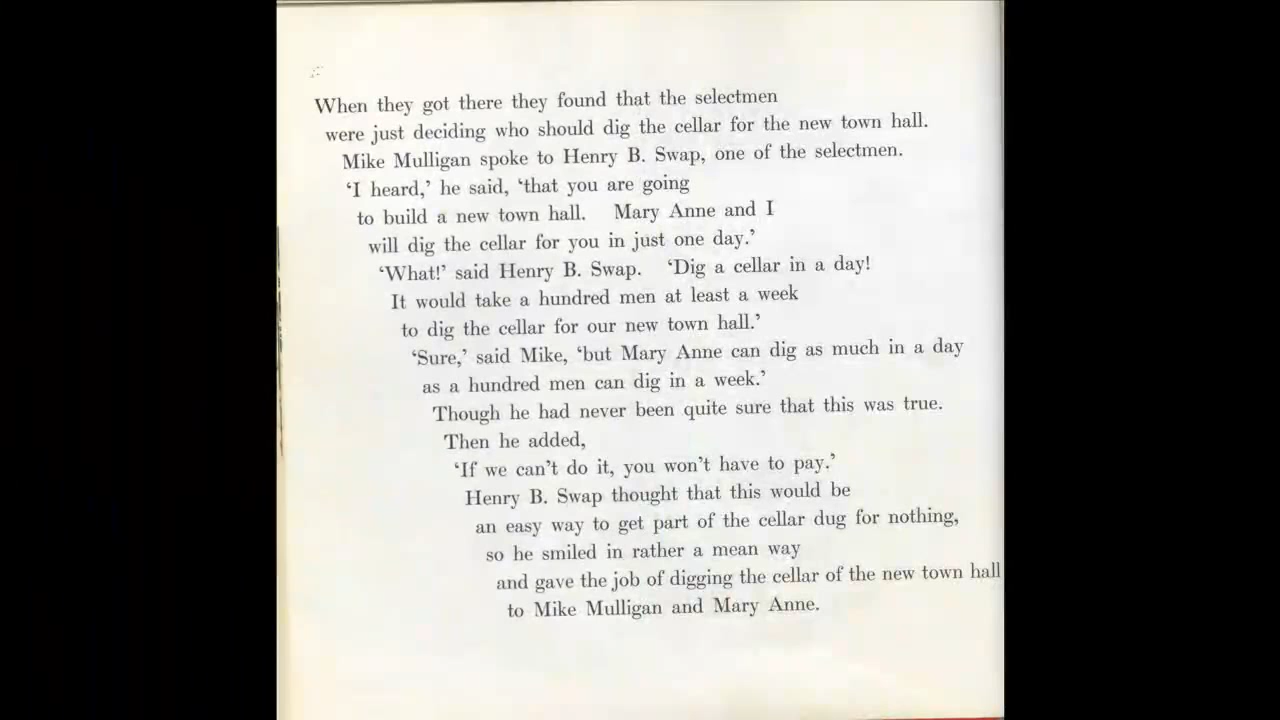 When they got there they found that the selectmen
were just deciding who should dig the cellar for the new town hall.
Mike Mulligan spoke to Henry B. Swap, one of the selectmen.
‘I heard,’ he said, ‘that you are going
to build a new town hall. Mary Anne and I
will dig the cellar for you in just one day.’
‘What!’ said Henry B. Swap. ‘Dig a cellar in a day!
It would take a hundred men at least a week
to dig the cellar for our new town hall.’
‘Sure,’ said Mike, ‘but Mary Anne can dig as much in a day
as a hundred men can dig in a week.’
Though he had never been quite sure that this was true.
Then he added,
‘If we can’t do it, you won’t have to pay.’
Henry B. Swap thought that this would be
an easy way to get part of the cellar dug for nothing,
so he smiled in rather a mean way
and gave the job of digging the cellar of the new town hall
to Mike Mulligan and Mary Anne.